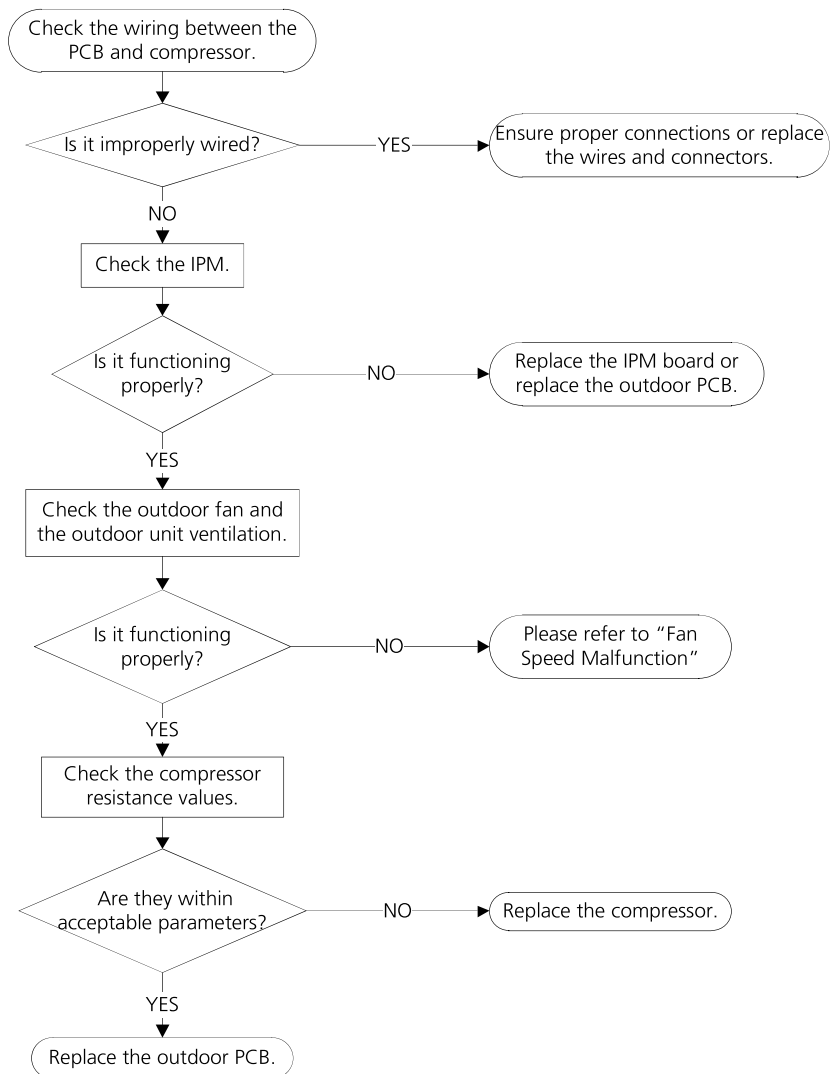 Check the wiring between the
PCB and compressor.
Is it improperly wired?
YES
Ensure proper connections or replace
the wires and connectors.
NO
Check the IPM.
Is it functioning
properly?
NO
Replace the IPM board or
replace the outdoor PCB.
YES
Check the outdoor fan and
the outdoor unit ventilation.
Is it functioning
properly?
NO
Please refer to “Fan
Speed Malfunction”
YES
Check the compressor
resistance values.
Are they within
acceptable parameters?
NO
Replace the compressor.
YES
Replace the outdoor PCB.